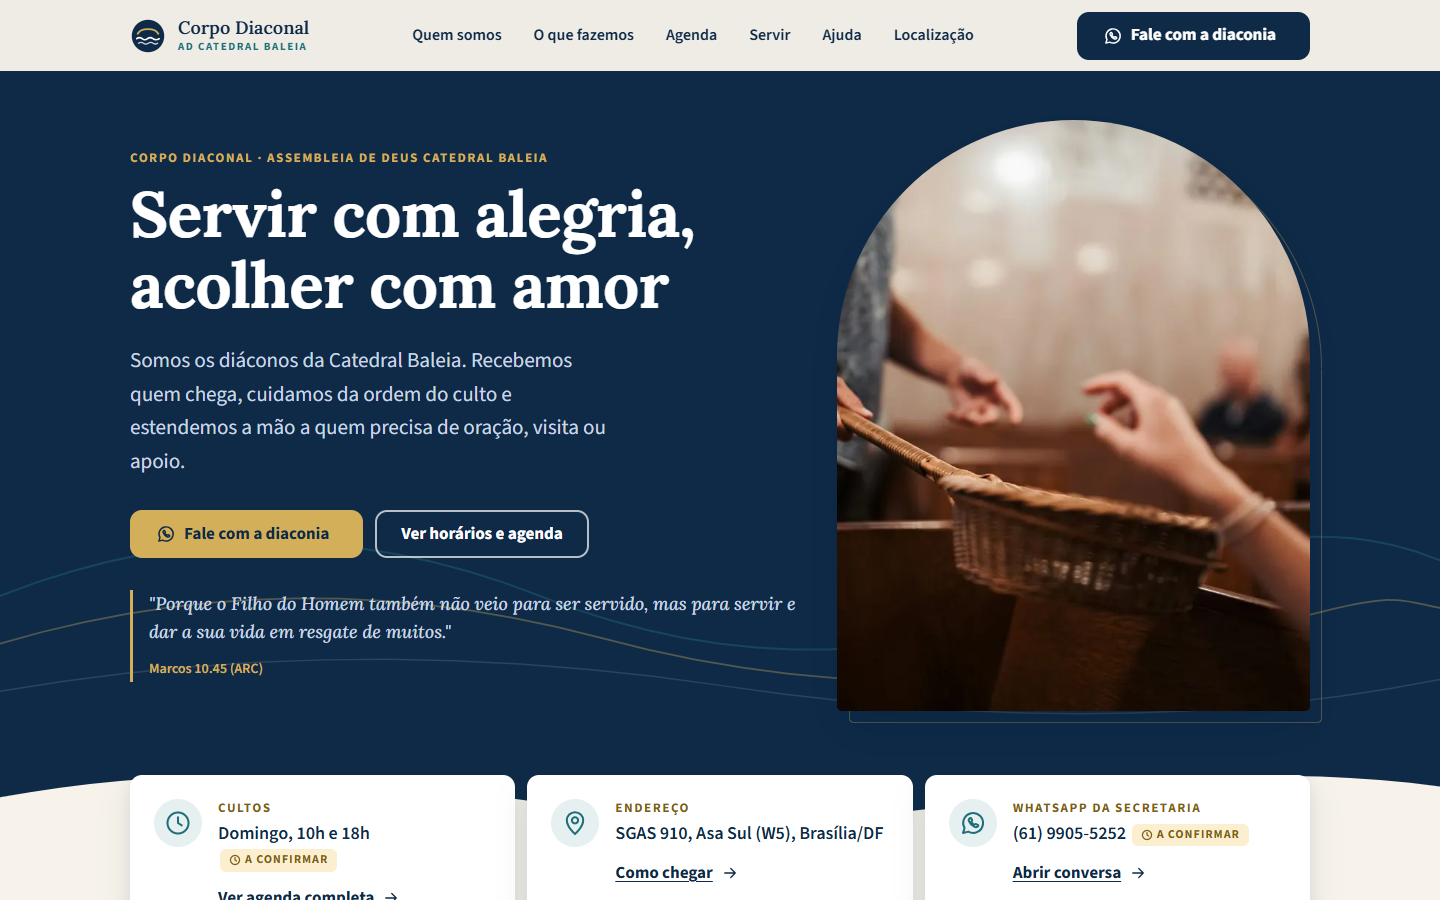 Corpo Diaconal
AD CATEDRAL BALEIA
Quem somos
O que fazemos
Agenda
Servir
Ajuda
Localização
Fale com a diaconia
CORPO DIACONAL · ASSEMBLEIA DE DEUS CATEDRAL BALEIA
Servir com alegria,
acolher com amor
Somos os diáconos da Catedral Baleia. Recebemos
quem chega, cuidamos da ordem do culto e
estendemos a mão a quem precisa de oração, visita ou
apoio.
Fale com a diaconia
Ver horários e agenda
"Porque o Filho do Homem também não veio para ser servido, mas para servir e
dar a sua vida em resgate de muitos."
Marcos 10.45 (ARC)
CULTOS
Domingo, 10h e 18h
A CONFIRMAR
Ver agenda completa
ENDEREÇO
SGAS 910, Asa Sul (W5), Brasília/DF
Como chegar
WHATSAPP DA SECRETARIA
(61) 9905-5252 A CONFIRMAR
Abrir conversa